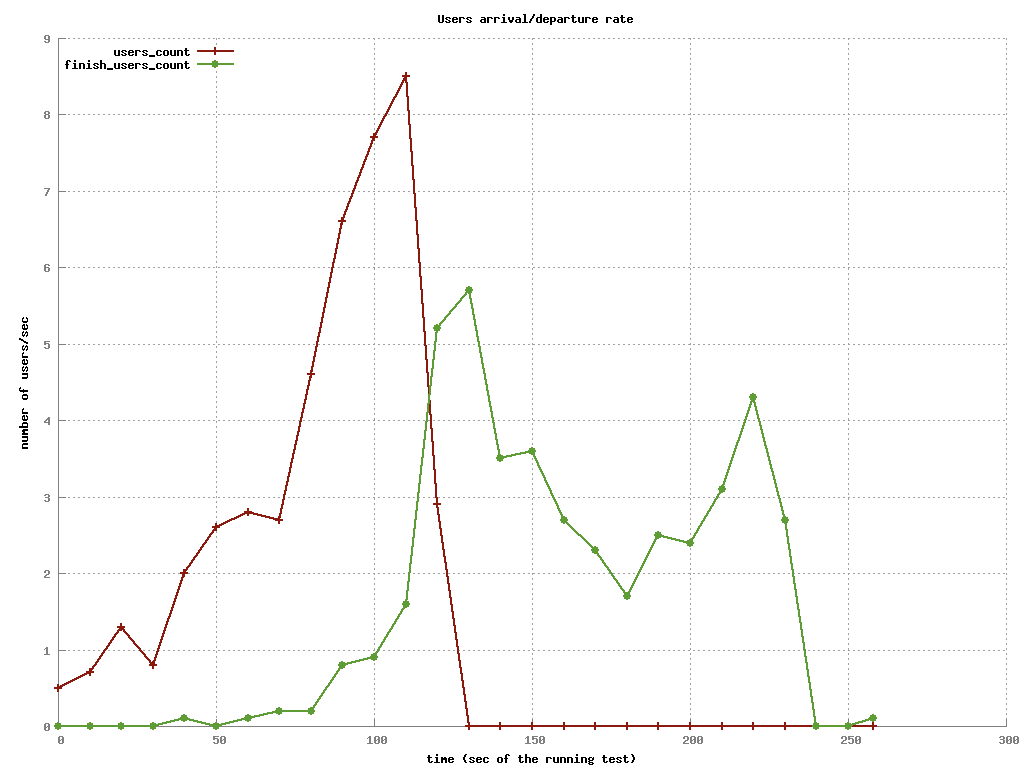 Users arrival/departure rate
users_count
finish_users_count
9
8
7
6
5
4
3
2
1
0
number of users/sec
0 50 100 150 200 250 300
time (sec of the running test)